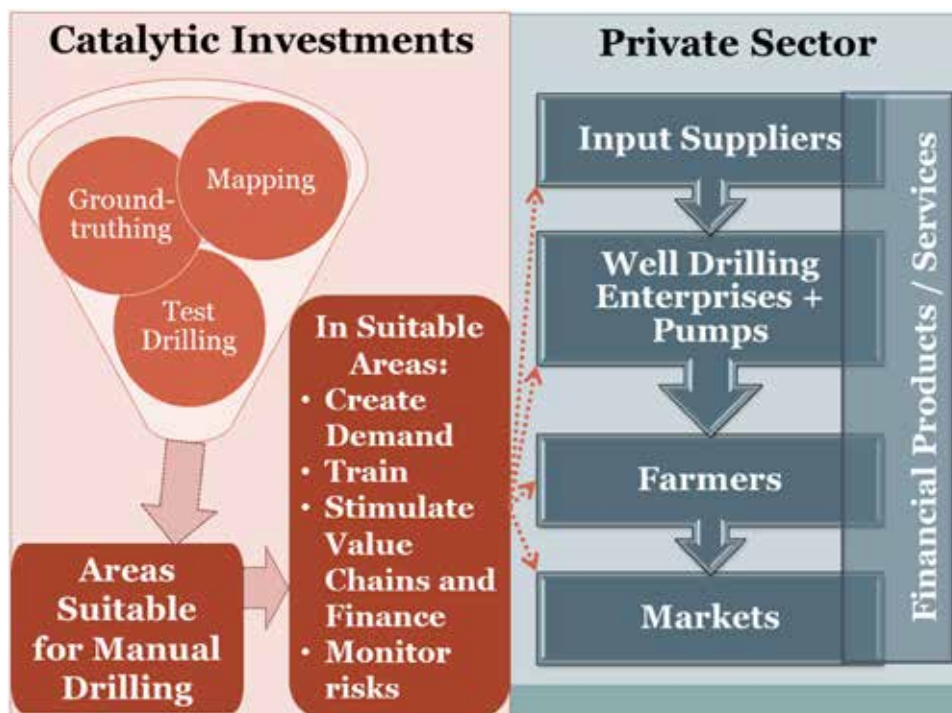 Catalytic Investments
Mapping
Ground-
truthing
Test
Drilling
Areas
Suitable
for Manual
Drilling
In Suitable
Areas:
• Create
Demand
• Train
• Stimulate
Value
Chains and
Finance
• Monitor
risks
Private Sector
Input Suppliers
Well Drilling
Enterprises +
Pumps
Farmers
Markets
Financial Products / Services